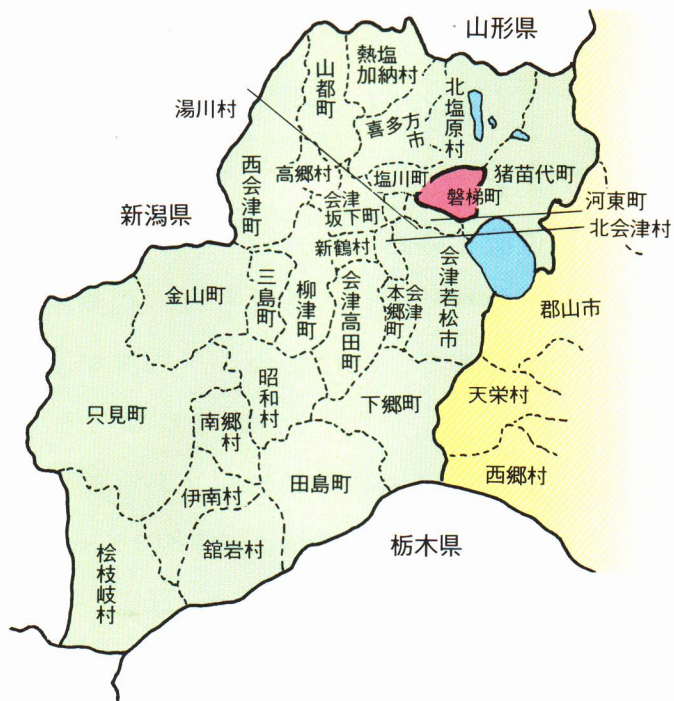 山形県
熱塩
加納村
山都町
北塩原村
湯川村
喜多方
市
西会津町
高郷村
塩川町
猪苗代町
磐梯町
河東町
会津
坂下町
新潟県
北会津村
新鶴村
会津若松市
三島町
柳津町
会津高田町
会津
本郷町
金山町
郡山市
昭和村
下郷町
天栄村
只見町
南郷村
西郷村
田島町
伊南村
舘岩村
栃木県
桧枝岐村